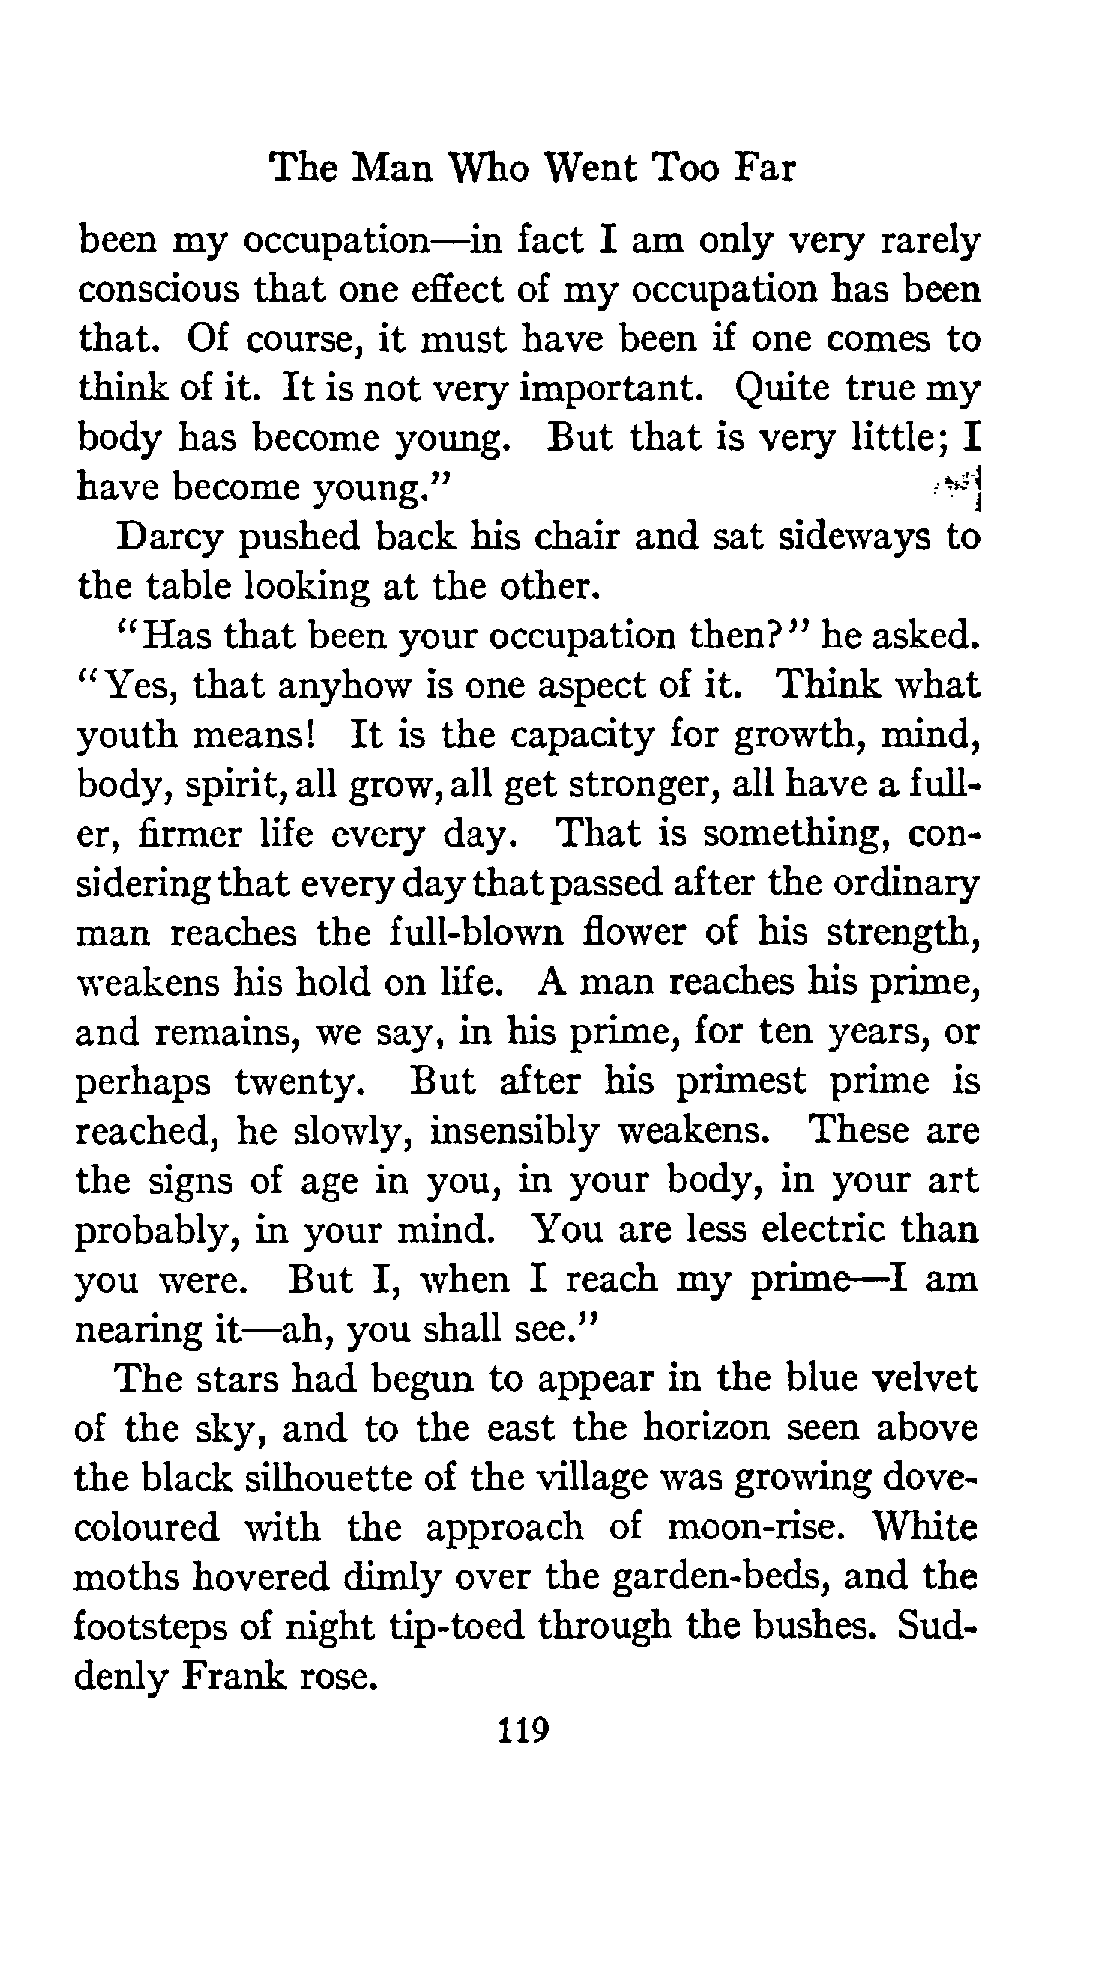 The Man Who Went Too Far
been my occupation—in fact I am only very rarely
conscious that one effect of my occupation has been
that. Of course, it must have been if one comes to
think of it. It is not very important. Quite true my
body has become young. But that is very little; I
have become young."
Darcy pushed back his chair and sat sideways to
the table looking at the other.
"Has that been your occupation then?" he asked.
"Yes, that anyhow is one aspect of it. Think what
youth means! It is the capacity for growth, mind,
body, spirit, all grow, all get stronger, all have a full-
er, firmer life every day. That is something, con-
sidering that every day that passed after the ordinary
man reaches the full-blown flower of his strength,
weakens his hold on life. A man reaches his prime,
and remains, we say, in his prime, for ten years, or
perhaps twenty. But after his primest prime is
reached, he slowly, insensibly weakens. These are
the signs of age in you, in your body, in your art
probably, in your mind. You are less electric than
you were. But I, when I reach my prime—I am
nearing it—ah, you shall see."
The stars had begun to appear in the blue velvet
of the sky, and to the east the horizon seen above
the black silhouette of the village was growing dove-
coloured with the approach of moon-rise. White
moths hovered dimly over the garden-beds, and the
footsteps of night tip-toed through the bushes. Sud-
denly Frank rose.
119